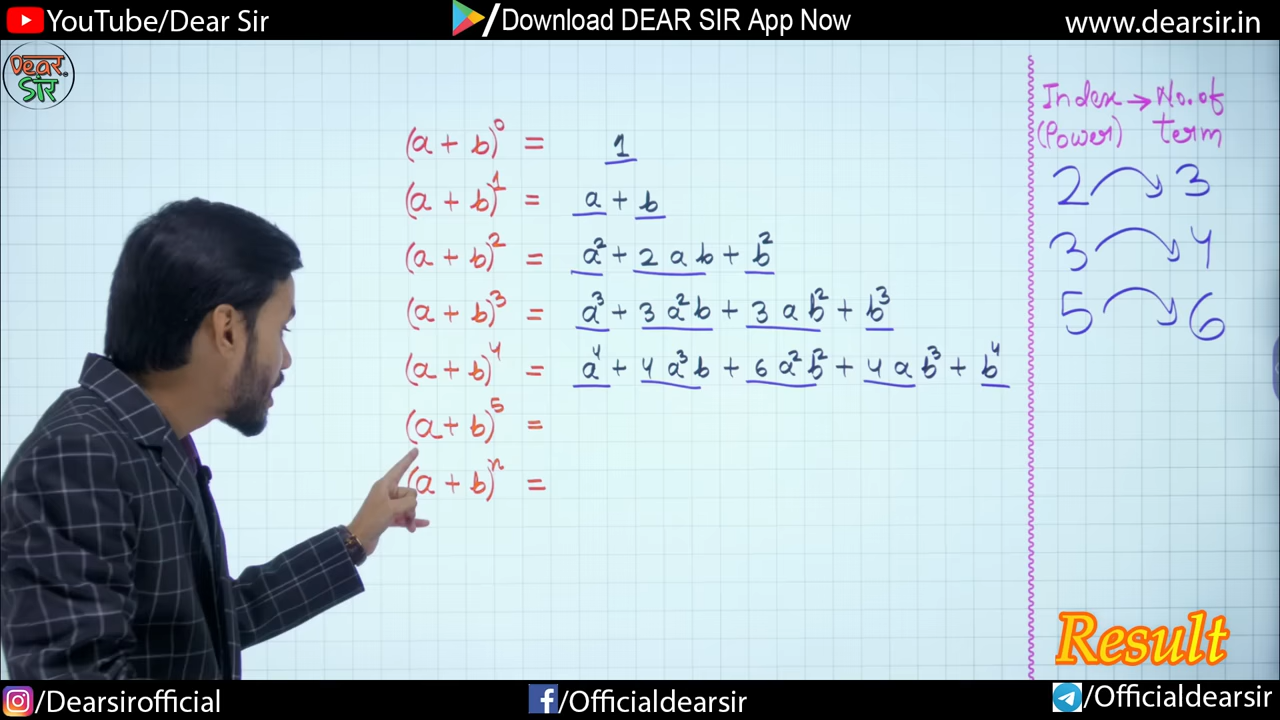 YouTube/Dear Sir
/Download DEAR SIR App Now
www.dearsir.in
Dear
Sir
(a + b)⁰ = 1
(a + b)¹ = a + b
(a + b)² = a² + 2ab + b²
(a + b)³ = a³ + 3a²b + 3ab² + b³
(a + b)⁴ = a⁴ + 4a³b + 6a²b² + 4ab³ + b⁴
(a + b)⁵ =
(a + b)ⁿ =
Index → No. of
(Power) term
2 3
3 4
5 6
Result
/Dearsirofficial
/Officialdearsir
/Officialdearsir